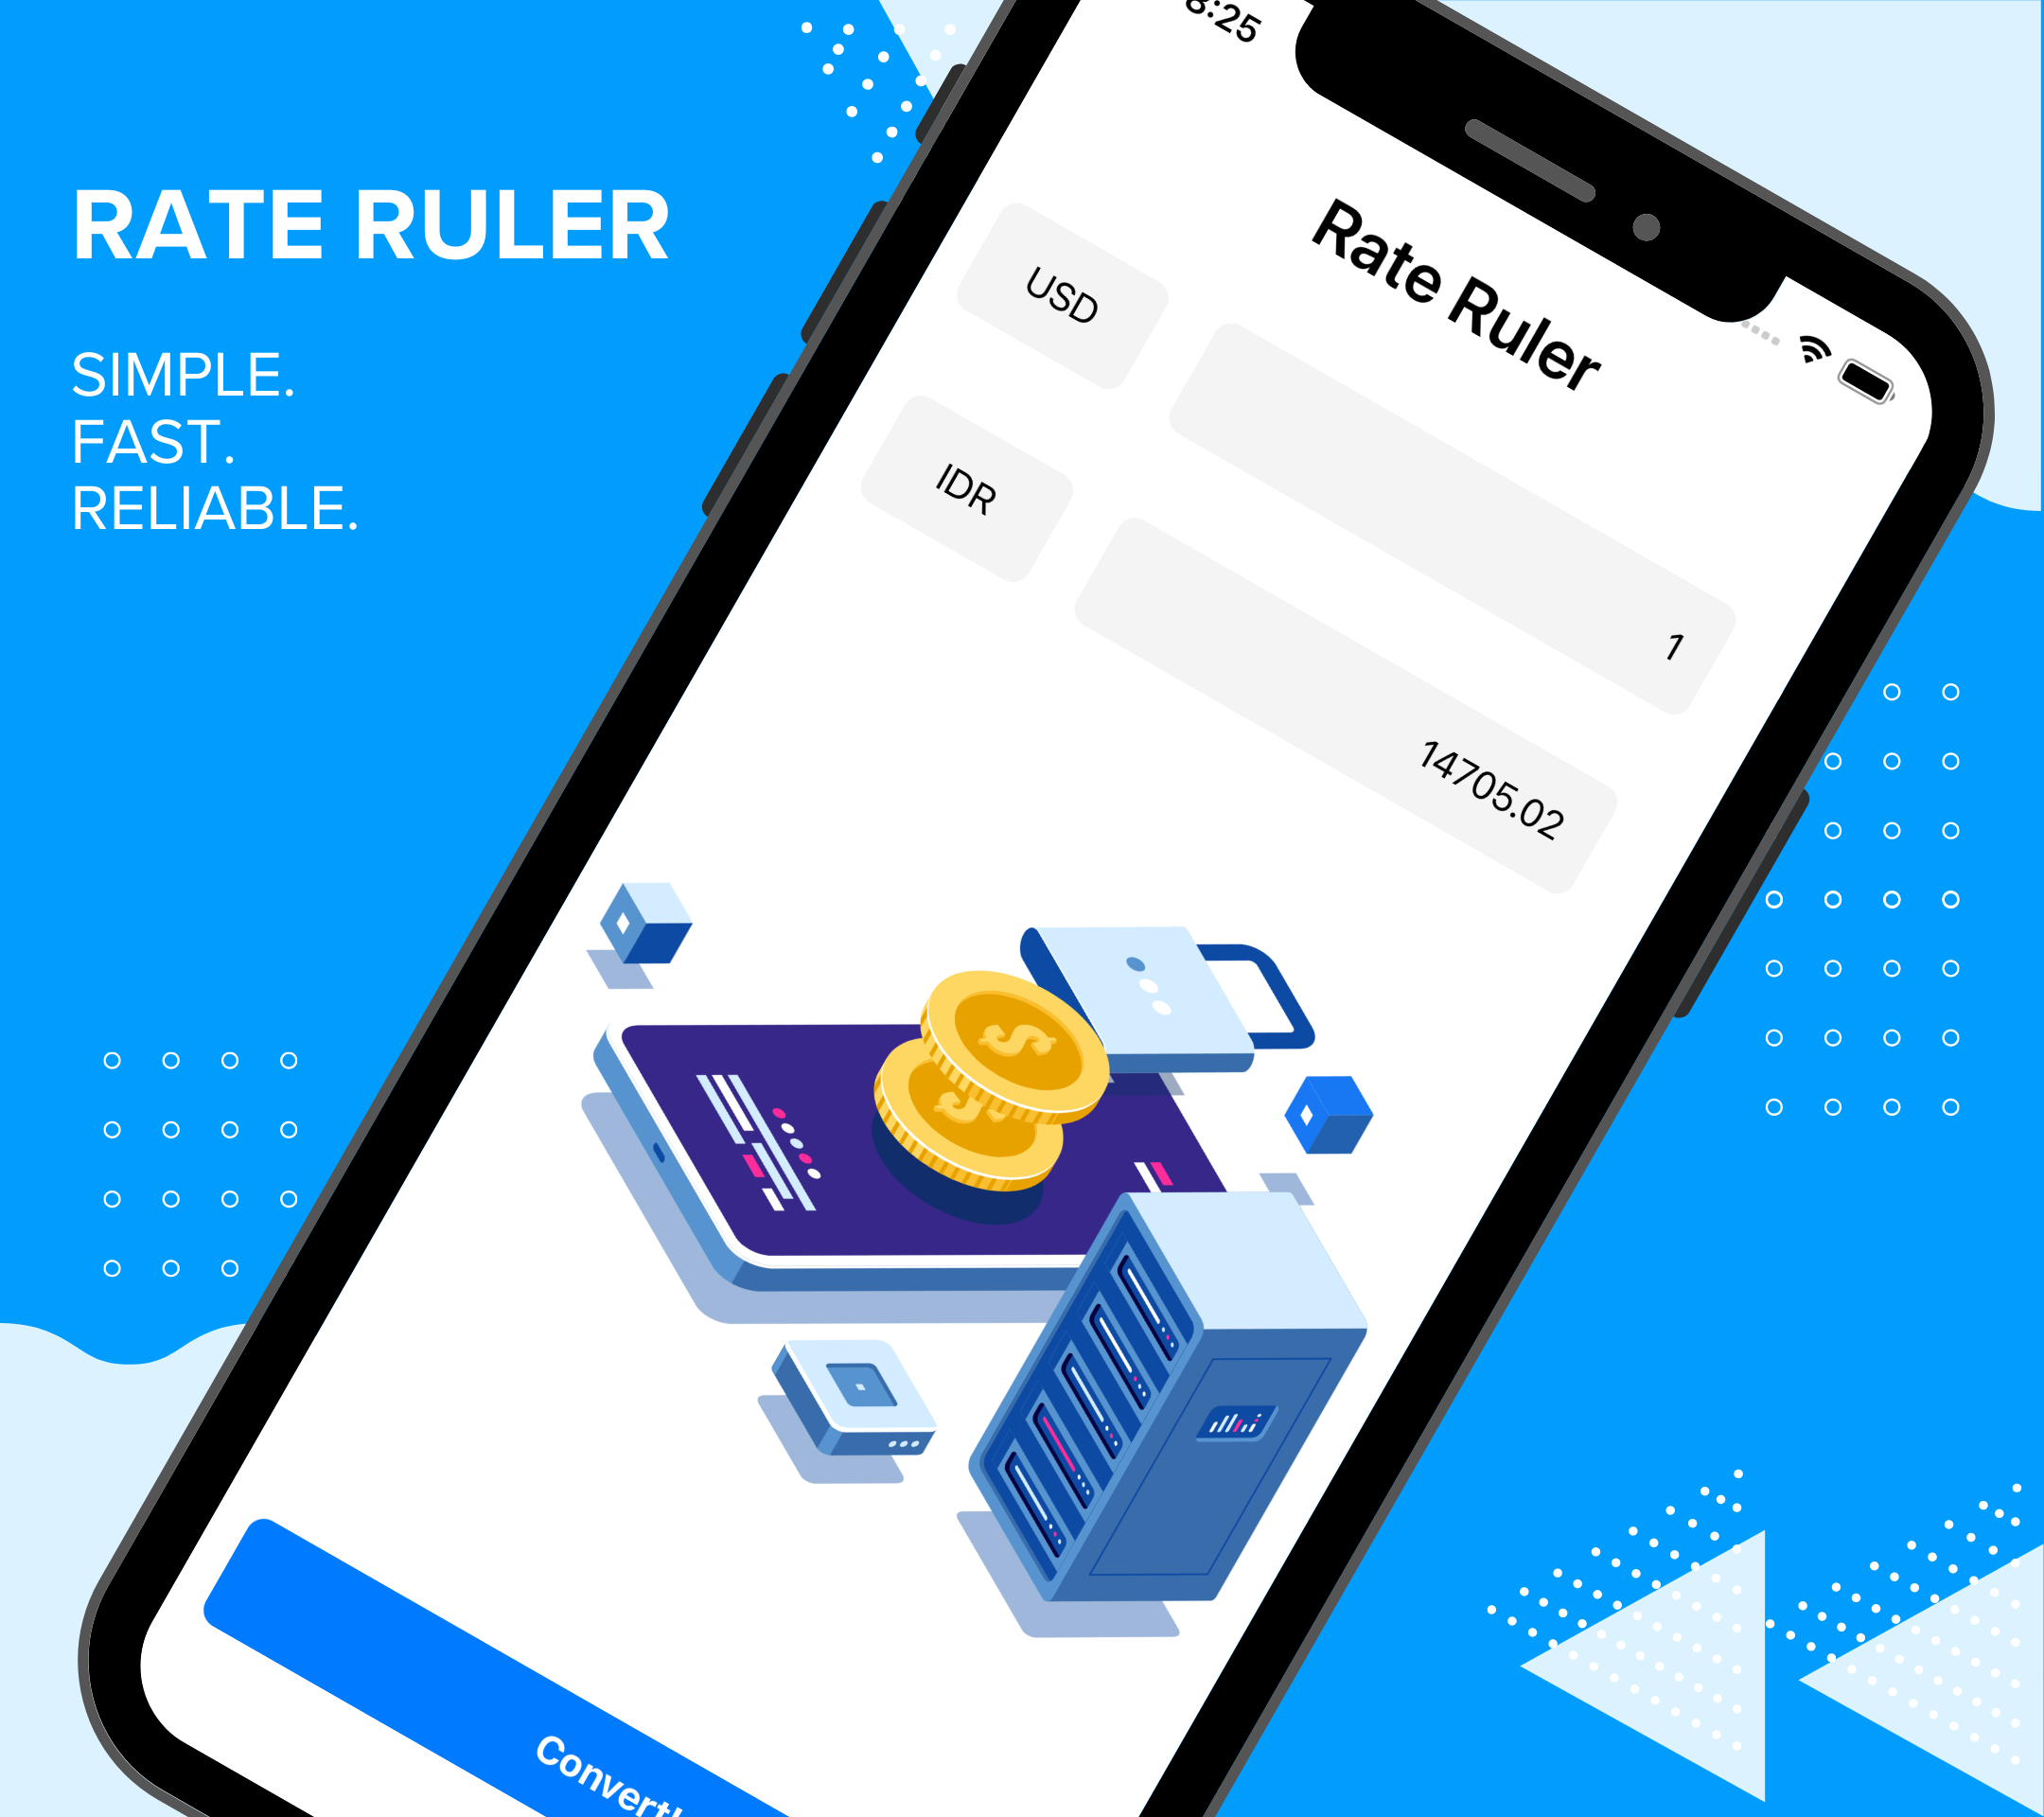 RATE RULER
SIMPLE.
FAST.
RELIABLE.
8:25
Rate Ruler
USD
1
IDR
14705.02
Convert!